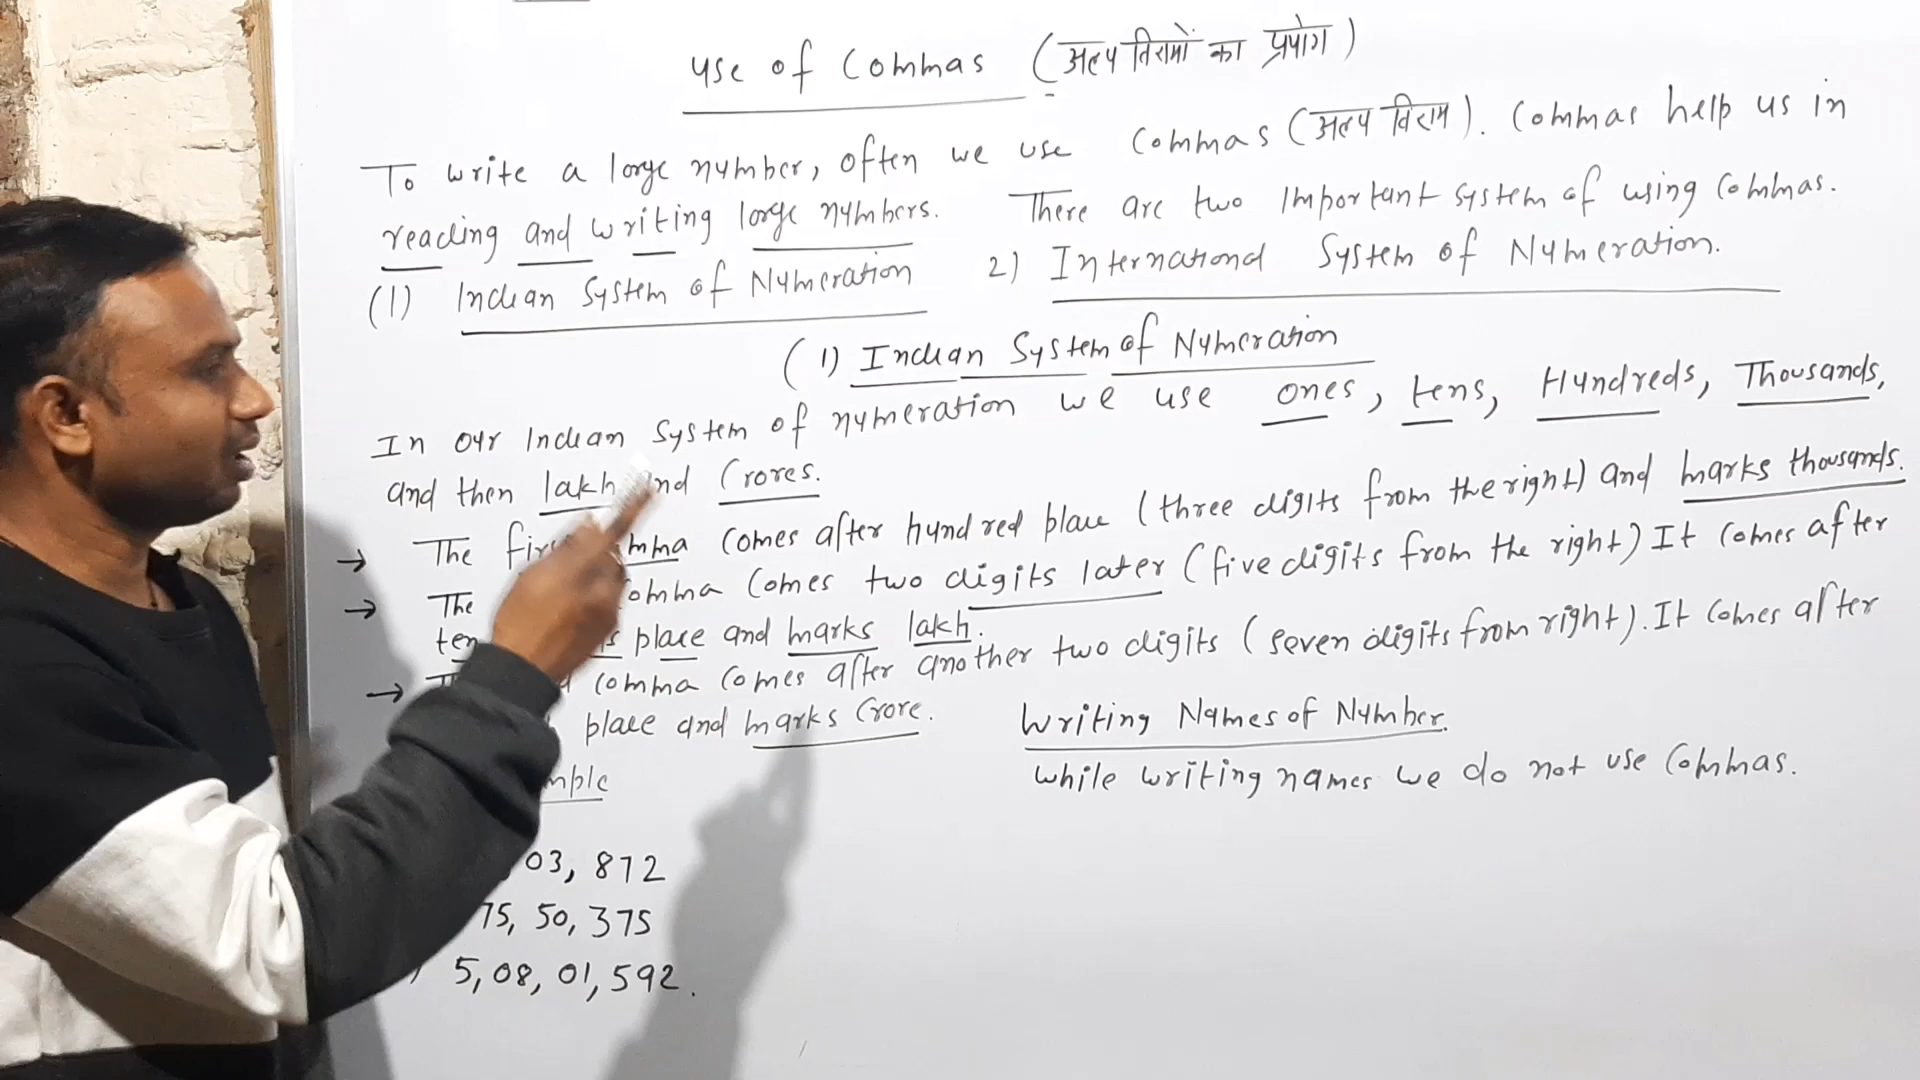 Use of Commas (अल्प विरामों का प्रयोग)
To write a large number, often we use Commas (अल्प विराम). Commas help us in
reading and writing large numbers. There are two important system of using Commas.
(1) Indian System of Numeration 2) International System of Numeration.
(1) Indian System of Numeration
In our Indian System of numeration we use ones, tens, Hundreds, Thousands,
and then lakh and Crores.
→ The comes after hundred place (three digits from the right) and marks thousands.
→ The comes two digits later (five digits from the right) It comes after
place and marks lakh.
→ comma comes after another two digits (seven digits from right). It comes after
place and marks Crore.
Writing Names of Number.
While writing names we do not use Commas.
03, 872
75, 50, 375
5, 08, 01, 592.